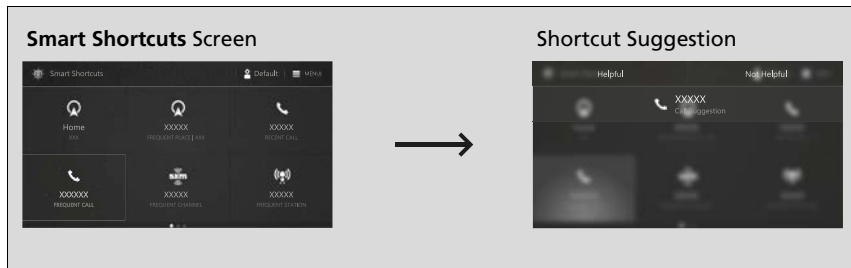 Smart Shortcuts Screen
Shortcut Suggestion
Smart Shortcuts
Default
MENU
Home
XXX
XXXXX
FREQUENT PLACE | XXX
XXXXX
RECENT CALL
XXXXXX
FREQUENT CALL
sxm
XXXXX
FREQUENT CHANNEL
XXXXX
FREQUENT STATION
Helpful
Not Helpful
XXXXX
Call Suggestion